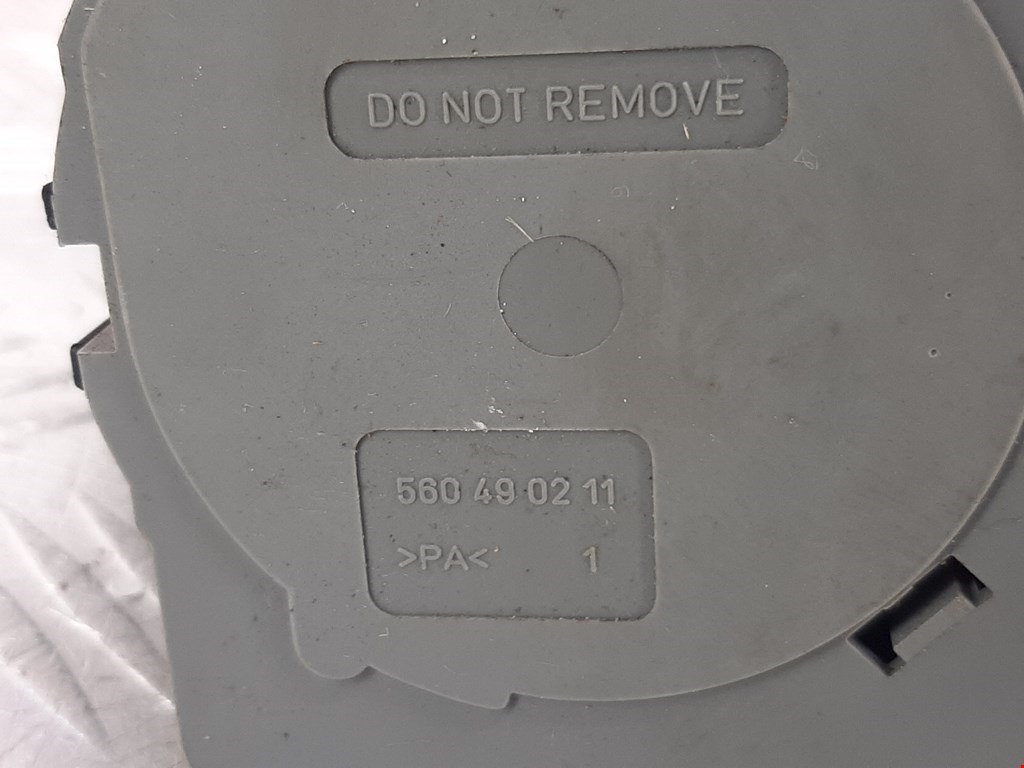 DO NOT REMOVE
560 49 02 11
>PA< 1